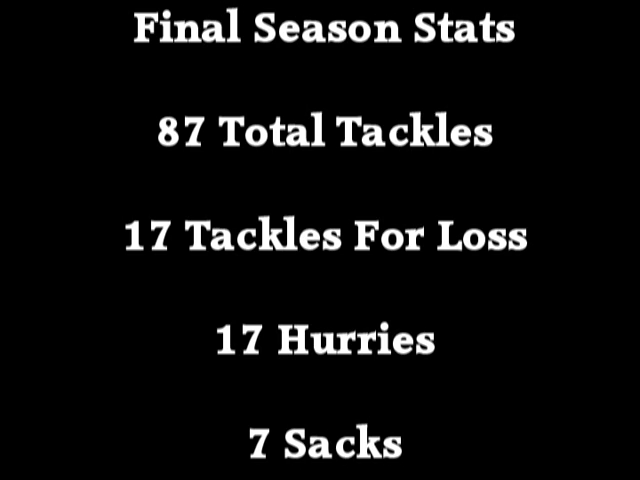 Final Season Stats
87 Total Tackles
17 Tackles For Loss
17 Hurries
7 Sacks